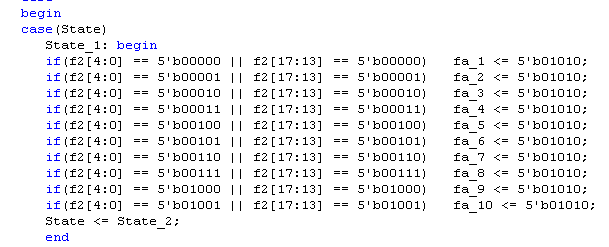 begin
case(State)
State_1: begin
if(f2[4:0] == 5'b00000 || f2[17:13] == 5'b00000) fa_1 <= 5'b01010;
if(f2[4:0] == 5'b00001 || f2[17:13] == 5'b00001) fa_2 <= 5'b01010;
if(f2[4:0] == 5'b00010 || f2[17:13] == 5'b00010) fa_3 <= 5'b01010;
if(f2[4:0] == 5'b00011 || f2[17:13] == 5'b00011) fa_4 <= 5'b01010;
if(f2[4:0] == 5'b00100 || f2[17:13] == 5'b00100) fa_5 <= 5'b01010;
if(f2[4:0] == 5'b00101 || f2[17:13] == 5'b00101) fa_6 <= 5'b01010;
if(f2[4:0] == 5'b00110 || f2[17:13] == 5'b00110) fa_7 <= 5'b01010;
if(f2[4:0] == 5'b00111 || f2[17:13] == 5'b00111) fa_8 <= 5'b01010;
if(f2[4:0] == 5'b01000 || f2[17:13] == 5'b01000) fa_9 <= 5'b01010;
if(f2[4:0] == 5'b01001 || f2[17:13] == 5'b01001) fa_10 <= 5'b01010;
State <= State_2;
end